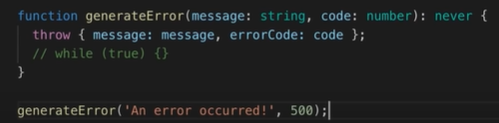 function generateError(message: string, code: number): never {
  throw { message: message, errorCode: code };
  // while (true) {}
}

generateError('An error occurred!', 500);